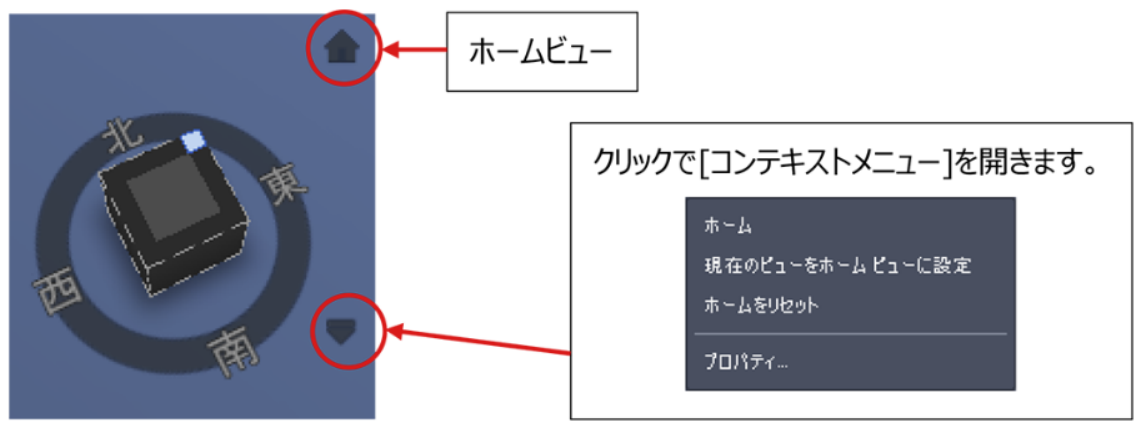 ホームビュー
北
東
西
南
クリックで[コンテキストメニュー]を開きます。
ホーム
現在のビューをホーム ビューに設定
ホームをリセット
プロパティ...